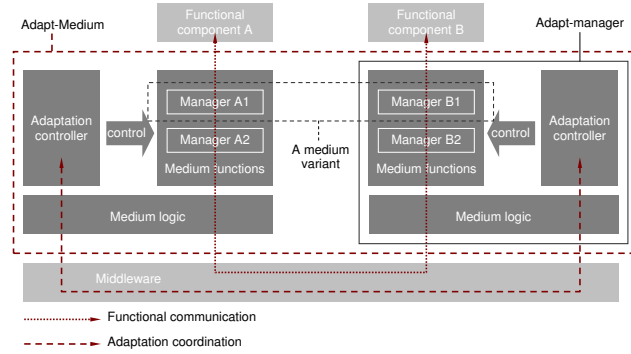 Functional
component A
Functional
component B
Adapt-Medium
Adapt-manager
Adaptation
controller
control
Manager A1
Manager A2
Medium functions
A medium
variant
Manager B1
Manager B2
Medium functions
control
Adaptation
controller
Medium logic
Medium logic
Middleware
Functional communication
Adaptation coordination